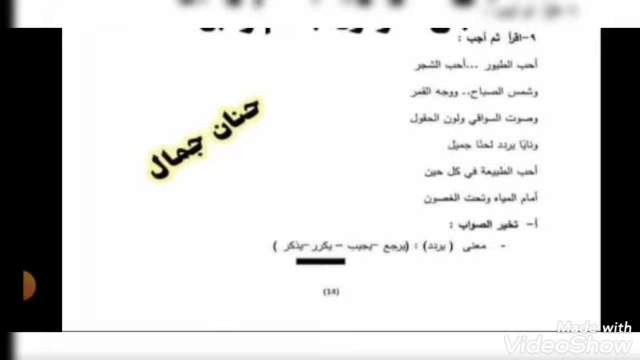 ٩-اقرأ ثم أجب :
أحب الطيور ...أحب الشجر
وشمس الصباح.. ووجه القمر
وصوت السواقي ولون الحقول
ونايًا يردد لحنًا جميل
أحب الطبيعة في كل حين
أمام المياه وتحت الغصون
أ- تخير الصواب :
- معنى (يردد) : (يرجع -يجيب - يكرر -يذكر )
(14)
حنان جمال
Made with
VideoShow